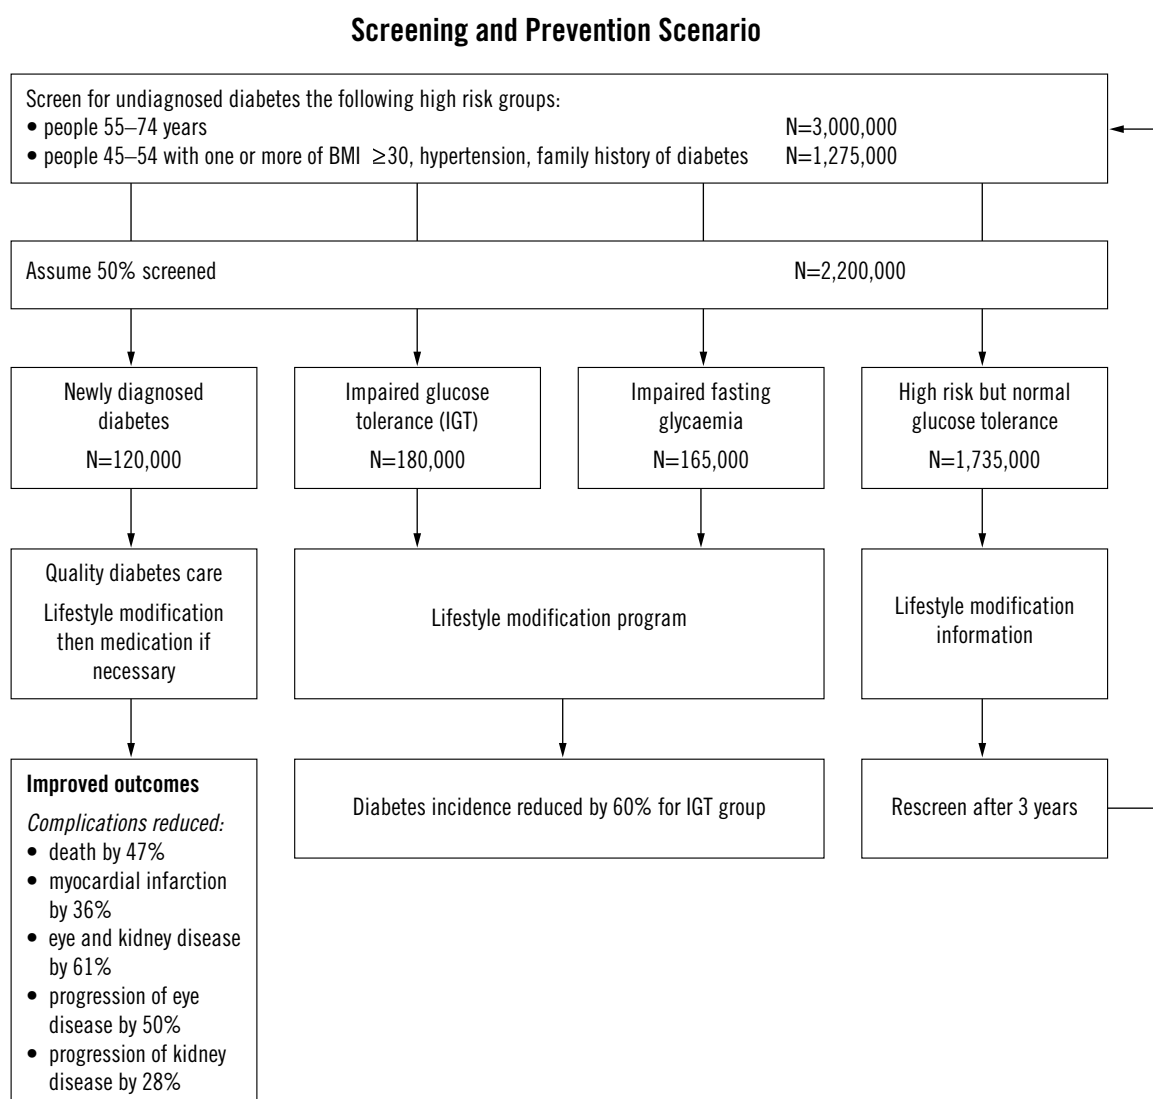 Screening and Prevention Scenario
Screen for undiagnosed diabetes the following high risk groups:
• people 55–74 years N=3,000,000
• people 45–54 with one or more of BMI ≥30, hypertension, family history of diabetes N=1,275,000
Assume 50% screened N=2,200,000
Newly diagnosed
diabetes
N=120,000
Impaired glucose
tolerance (IGT)
N=180,000
Impaired fasting
glycaemia
N=165,000
High risk but normal
glucose tolerance
N=1,735,000
Quality diabetes care
Lifestyle modification
then medication if
necessary
Lifestyle modification program
Lifestyle modification
information
Improved outcomes
Complications reduced:
• death by 47%
• myocardial infarction
by 36%
• eye and kidney disease
by 61%
• progression of eye
disease by 50%
• progression of kidney
disease by 28%
Diabetes incidence reduced by 60% for IGT group
Rescreen after 3 years